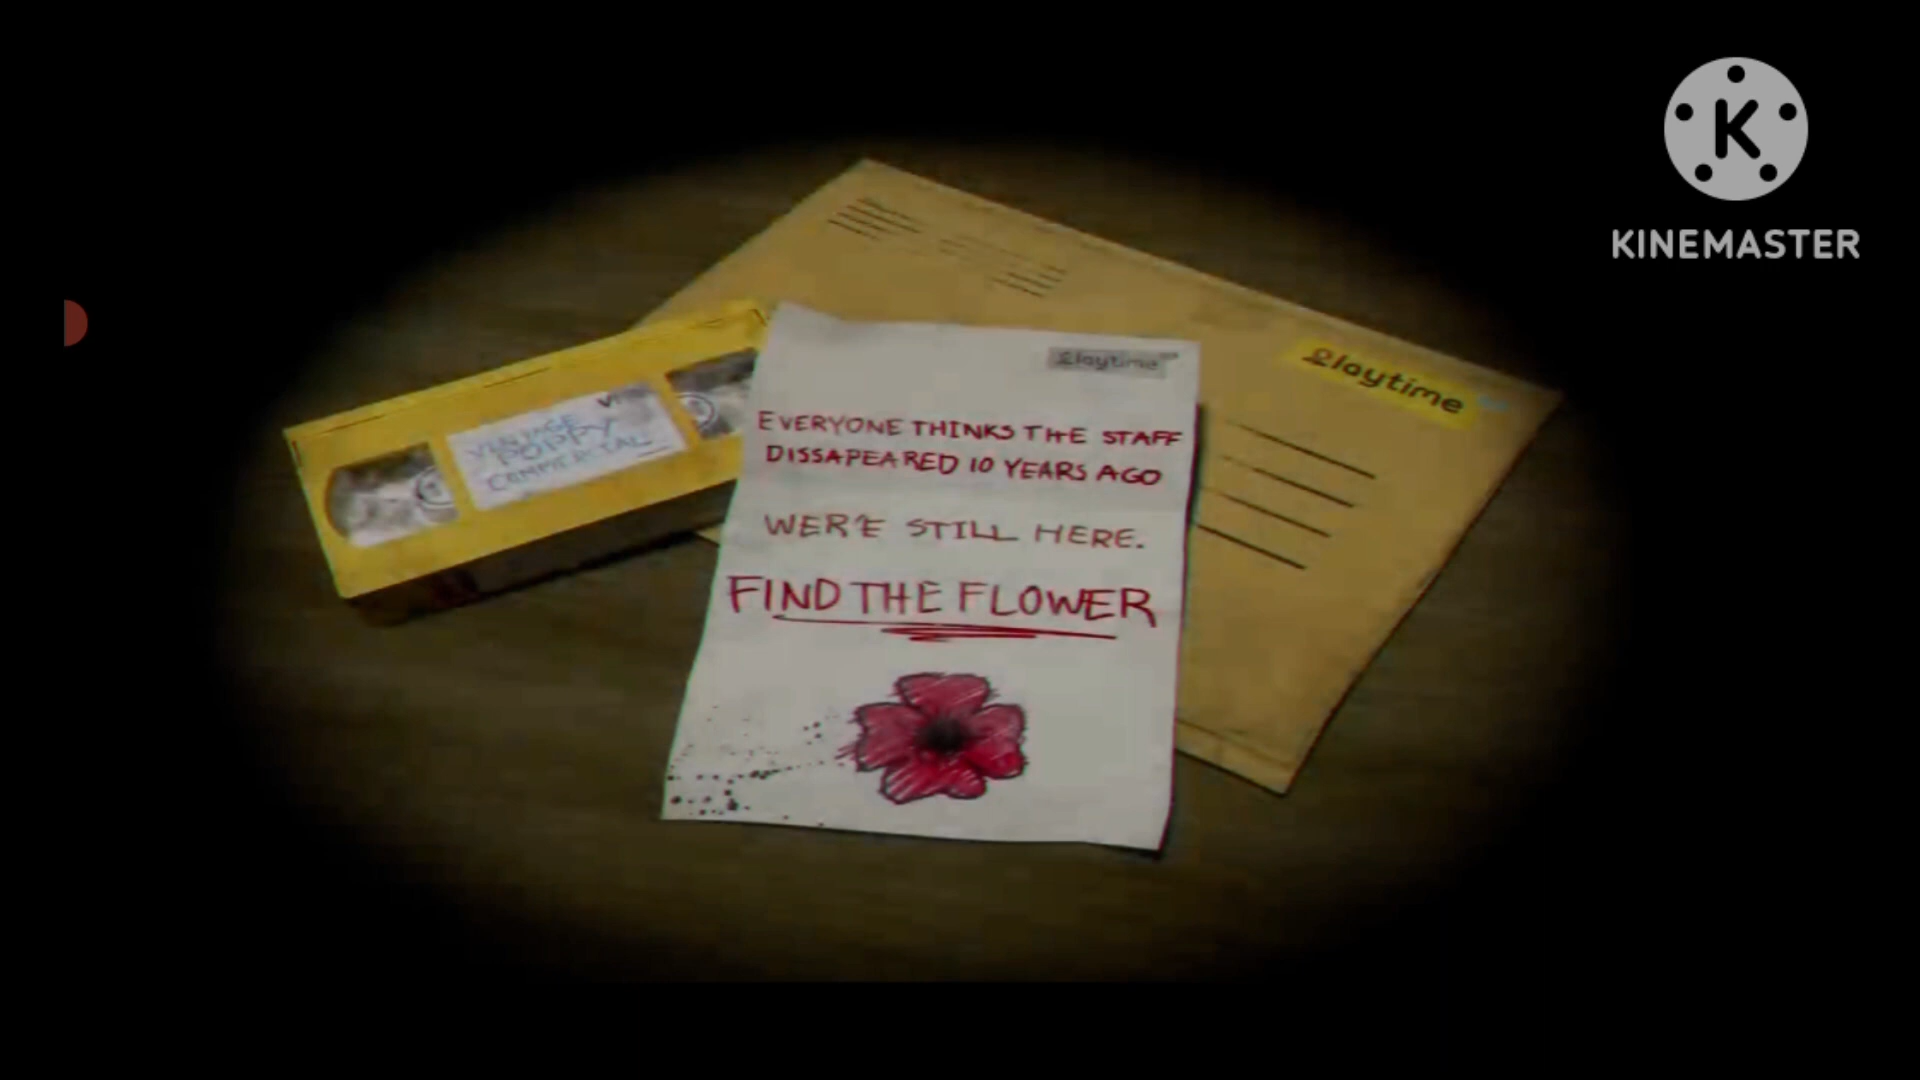 KINEMASTER
Playtime
Playtime
VINTAGE
POPPY
COMMERCIAL
EVERYONE THINKS THE STAFF
DISSAPEARED 10 YEARS AGO
WER'E STILL HERE.
FIND THE FLOWER